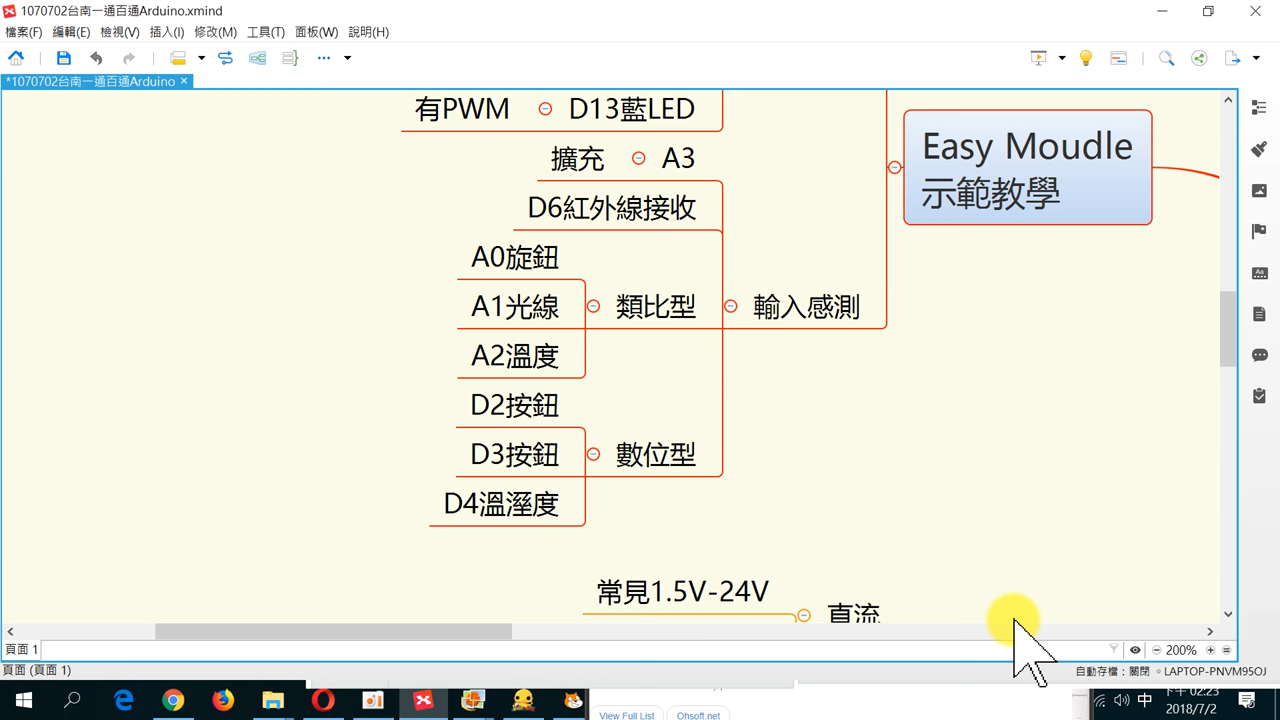 1070702台南一通百通Arduino.xmind
檔案(F) 編輯(E) 檢視(V) 插入(I) 修改(M) 工具(T) 面板(W) 說明(H)
*1070702台南一通百通Arduino ×
有PWM D13藍LED
擴充 A3
D6紅外線接收
A0旋鈕
A1光線
A2溫度
類比型
D2按鈕
D3按鈕
D4溫溼度
數位型
輸入感測
Easy Moudle
示範教學
常見1.5V-24V
直流
頁面 1
200%
頁面 (頁面 1)
自動存檔：關閉
LAPTOP-PNVM95OJ
View Full List
Ohsoft.net
中
下午 02:23
2018/7/2